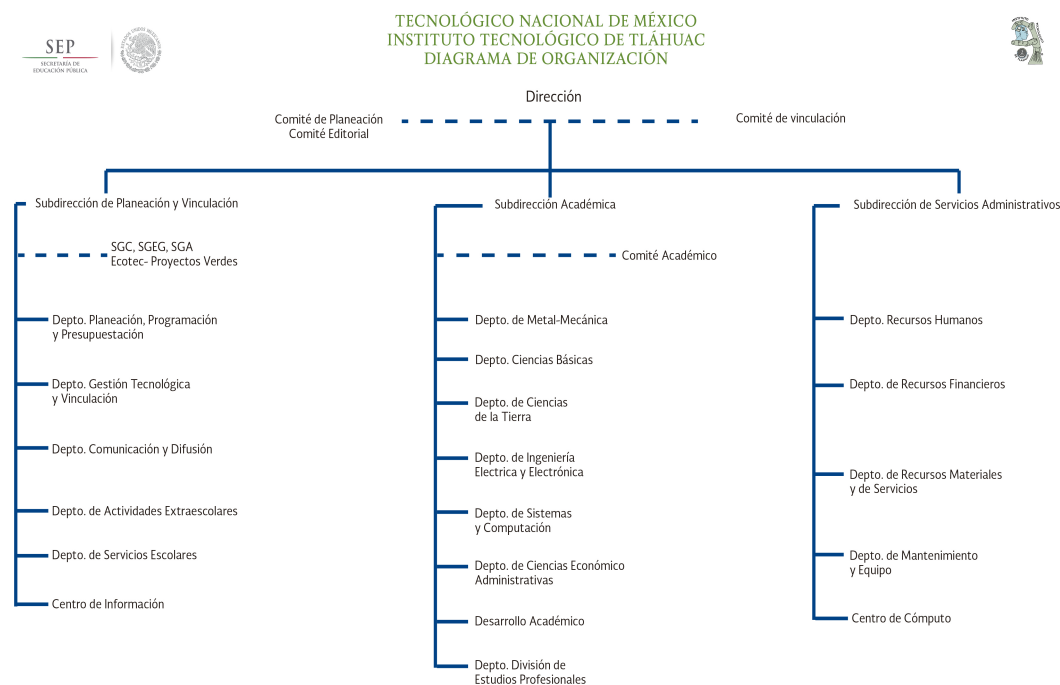 TECNOLÓGICO NACIONAL DE MÉXICO
INSTITUTO TECNOLÓGICO DE TLÁHUAC
DIAGRAMA DE ORGANIZACIÓN
SEP
SECRETARÍA DE
EDUCACIÓN PÚBLICA
Dirección
Comité de Planeación
Comité Editorial
Comité de vinculación
Subdirección de Planeación y Vinculación
SGC, SGEG, SGA
Ecotec- Proyectos Verdes
Depto. Planeación, Programación
y Presupuestación
Depto. Gestión Tecnológica
y Vinculación
Depto. Comunicación y Difusión
Depto. de Actividades Extraescolares
Depto. de Servicios Escolares
Centro de Información
Subdirección Académica
Comité Académico
Depto. de Metal-Mecánica
Depto. Ciencias Básicas
Depto. de Ciencias
de la Tierra
Depto. de Ingeniería
Electrica y Electrónica
Depto. de Sistemas
y Computación
Depto. de Ciencias Económico
Administrativas
Desarrollo Académico
Depto. División de
Estudios Profesionales
Subdirección de Servicios Administrativos
Depto. Recursos Humanos
Depto. de Recursos Financieros
Depto. de Recursos Materiales
y de Servicios
Depto. de Mantenimiento
y Equipo
Centro de Cómputo